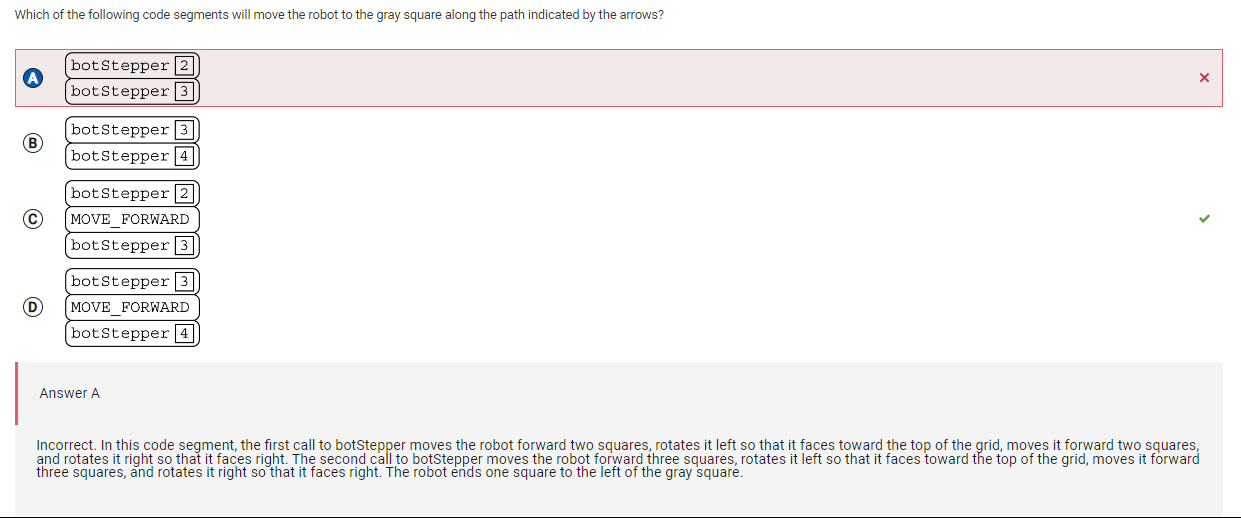 Which of the following code segments will move the robot to the gray square along the path indicated by the arrows?
A
botStepper 2
botStepper 3
B
botStepper 3
botStepper 4
C
botStepper 2
MOVE_FORWARD
botStepper 3
D
botStepper 3
MOVE_FORWARD
botStepper 4
Answer A
Incorrect. In this code segment, the first call to botStepper moves the robot forward two squares, rotates it left so that it faces toward the top of the grid, moves it forward two squares,
and rotates it right so that it faces right. The second call to botStepper moves the robot forward three squares, rotates it left so that it faces toward the top of the grid, moves it forward
three squares, and rotates it right so that it faces right. The robot ends one square to the left of the gray square.